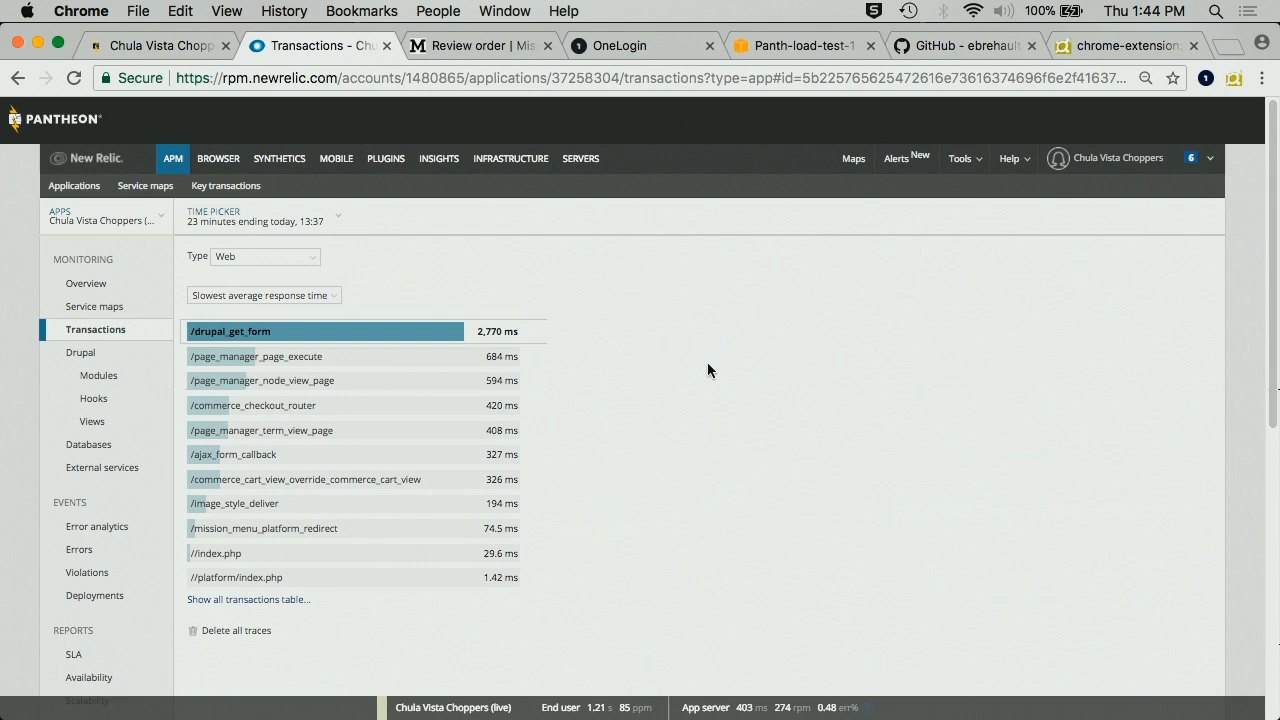 Chrome File Edit View History Bookmarks People Window Help 100% Thu 1:44 PM
Chula Vista Chopp Transactions - Chu Review order | Mis OneLogin Panth-load-test-1 GitHub - ebrehault chrome-extension:
Secure https://rpm.newrelic.com/accounts/1480865/applications/37258304/transactions?type=app#id=5b225765625472616e73616374696f6e2f41637...
PANTHEON
New Relic. APM BROWSER SYNTHETICS MOBILE PLUGINS INSIGHTS INFRASTRUCTURE SERVERS Maps Alerts New Tools Help Chula Vista Choppers 6
Applications Service maps Key transactions
APPS
Chula Vista Choppers (...
TIME PICKER
23 minutes ending today, 13:37
MONITORING
Overview
Service maps
Transactions
Drupal
Modules
Hooks
Views
Databases
External services
EVENTS
Error analytics
Errors
Violations
Deployments
REPORTS
SLA
Availability
Scalability
Type Web
Slowest average response time
/drupal_get_form 2,770 ms
/page_manager_page_execute 684 ms
/page_manager_node_view_page 594 ms
/commerce_checkout_router 420 ms
/page_manager_term_view_page 408 ms
/ajax_form_callback 327 ms
/commerce_cart_view_override_commerce_cart_view 326 ms
/image_style_deliver 194 ms
/mission_menu_platform_redirect 74.5 ms
//index.php 29.6 ms
//platform/index.php 1.42 ms
Show all transactions table...
Delete all traces
Chula Vista Choppers (live) End user 1.21 s 85 ppm App server 403 ms 274 rpm 0.48 err%